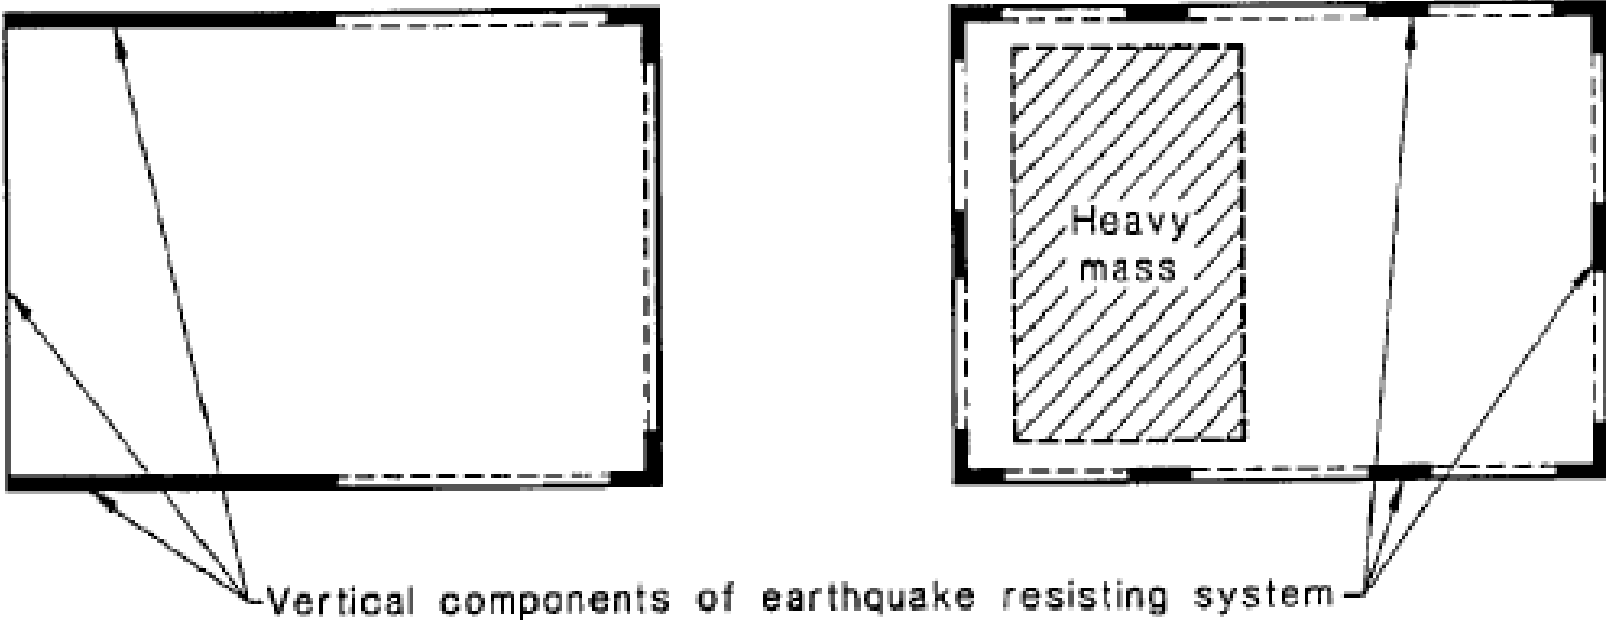 Heavy
mass
Vertical components of earthquake resisting system